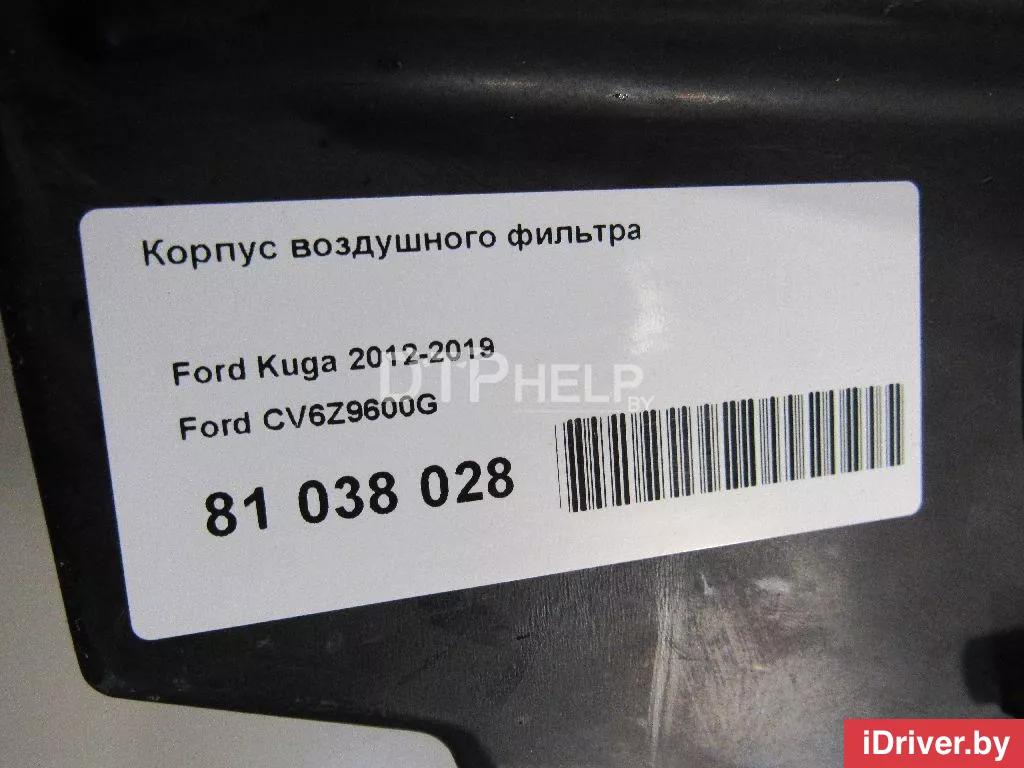 Корпус воздушного фильтра
Ford Kuga 2012-2019
DTPHELP
.BY
Ford CV6Z9600G
81 038 028
iDriver.by